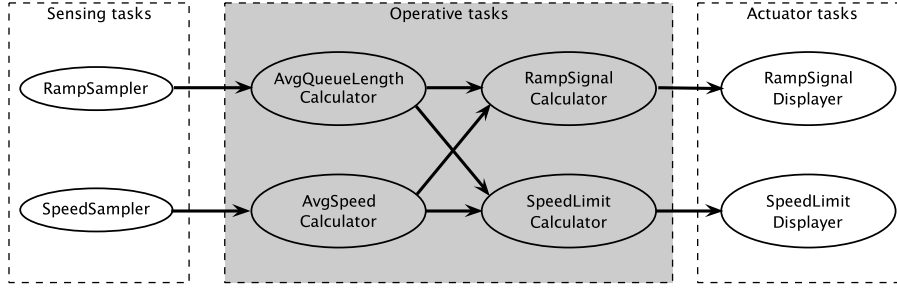 Sensing tasks
Operative tasks
Actuator tasks
RampSampler
AvgQueueLength
Calculator
RampSignal
Calculator
RampSignal
Displayer
SpeedSampler
AvgSpeed
Calculator
SpeedLimit
Calculator
SpeedLimit
Displayer